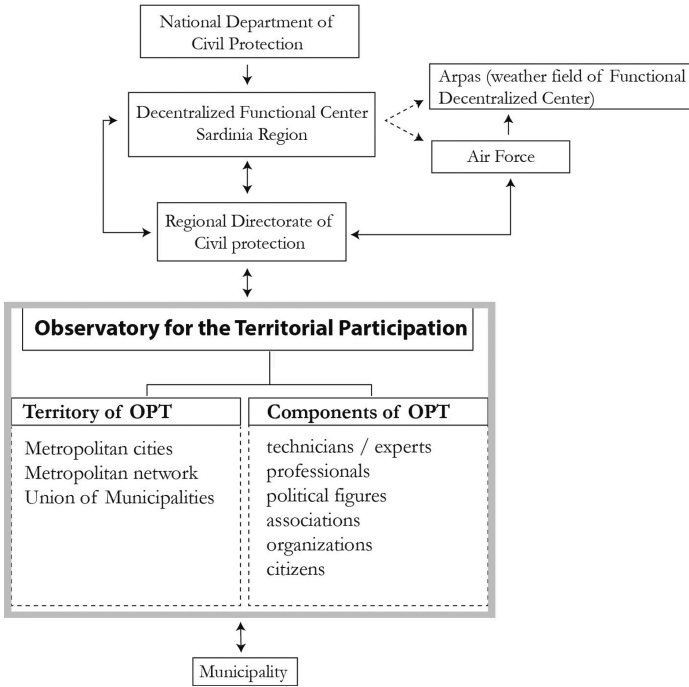 National Department of
Civil Protection
Arpas (weather field of Functional
Decentralized Center)
Decentralized Functional Center
Sardinia Region
Air Force
Regional Directorate of
Civil protection
Observatory for the Territorial Participation
Territory of OPT
Metropolitan cities
Metropolitan network
Union of Municipalities
Components of OPT
technicians / experts
professionals
political figures
associations
organizations
citizens
Municipality